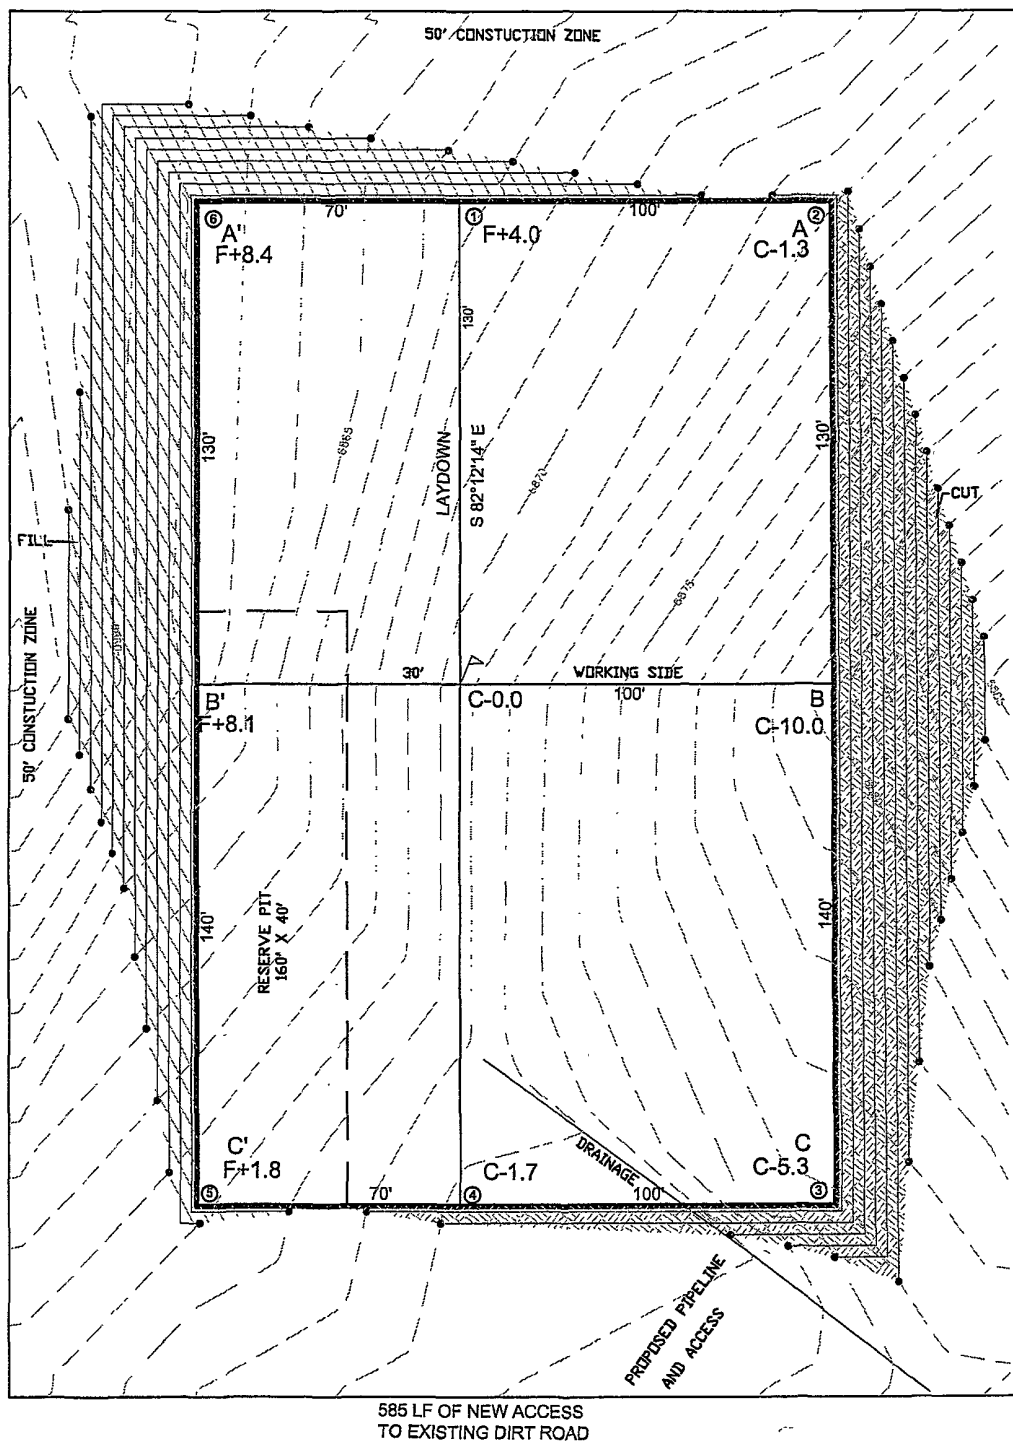 50' CONSTUCTION ZONE
70'
100'
⑥
①
②
A'
F+8.4
F+4.0
A
C-1.3
130'
130'
130'
6865
LAYDOWN
S 82°12'14" E
6870
CUT
FILL
6875
50' CONSTUCTION ZONE
30'
WORKING SIDE
100'
B'
F+8.1
C-0.0
B
C-10.0
140'
140'
RESERVE PIT
160' X 40'
DRAINAGE
C'
F+1.8
C-1.7
C
C-5.3
⑤
70'
④
100'
③
PROPOSED PIPELINE
AND ACCESS
585 LF OF NEW ACCESS
TO EXISTING DIRT ROAD